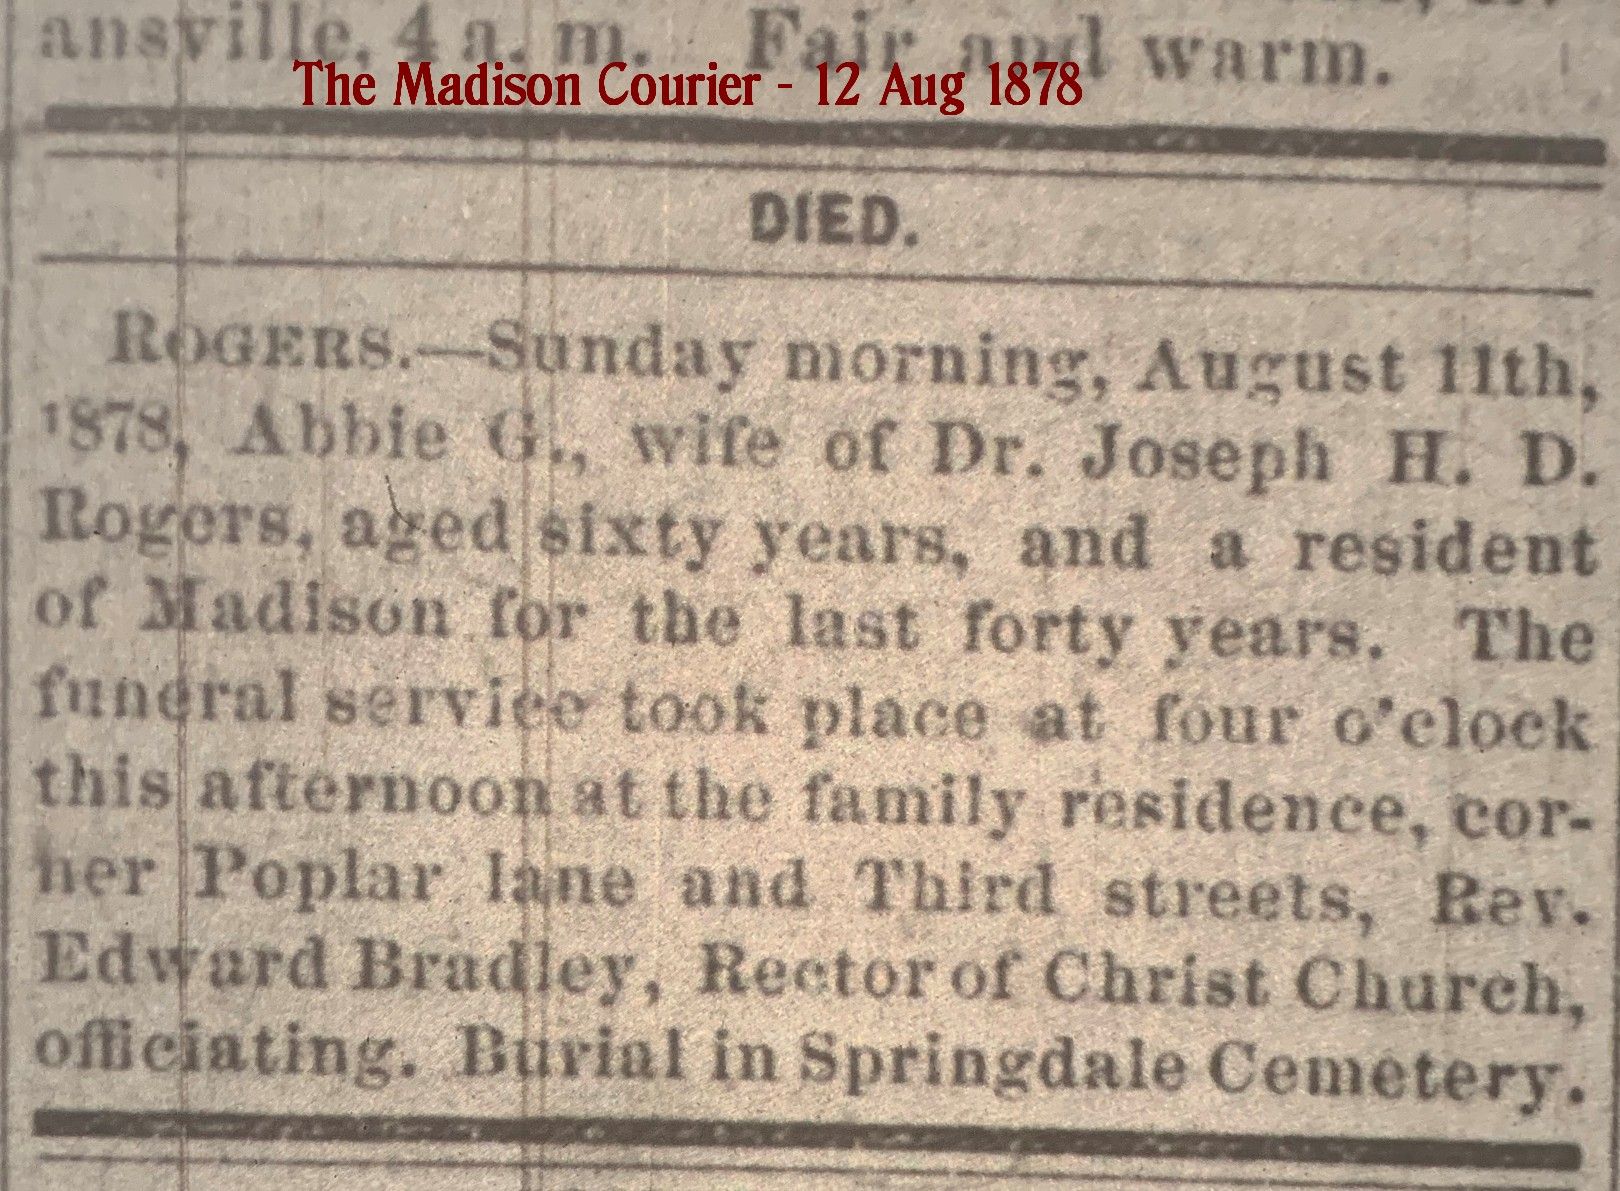 ansville, 4 a. m. Fair and warm.
The Madison Courier - 12 Aug 1878
DIED.
ROGERS.—Sunday morning, August 11th,
1878, Abbie G., wife of Dr. Joseph H. D.
Rogers, aged sixty years, and a resident
of Madison for the last forty years. The
funeral service took place at four o'clock
this afternoon at the family residence, cor-
ner Poplar lane and Third streets, Rev.
Edward Bradley, Rector of Christ Church,
officiating. Burial in Springdale Cemetery.